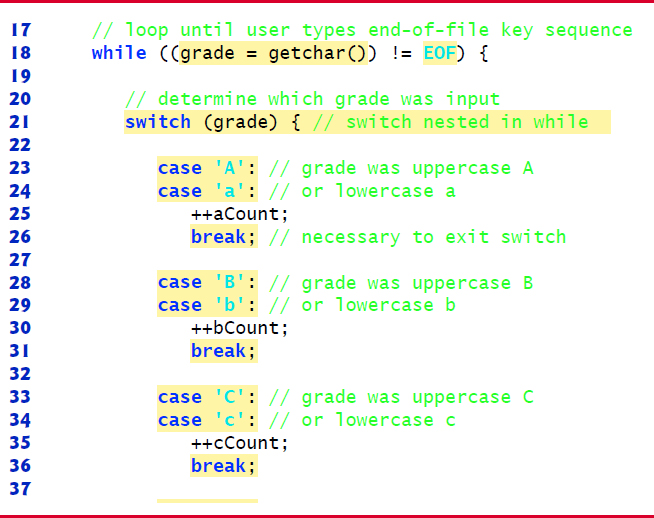 17 // loop until user types end-of-file key sequence
18 while ((grade = getchar()) != EOF) {
19
20 // determine which grade was input
21 switch (grade) { // switch nested in while
22
23 case 'A': // grade was uppercase A
24 case 'a': // or lowercase a
25 ++aCount;
26 break; // necessary to exit switch
27
28 case 'B': // grade was uppercase B
29 case 'b': // or lowercase b
30 ++bCount;
31 break;
32
33 case 'C': // grade was uppercase C
34 case 'c': // or lowercase c
35 ++cCount;
36 break;
37